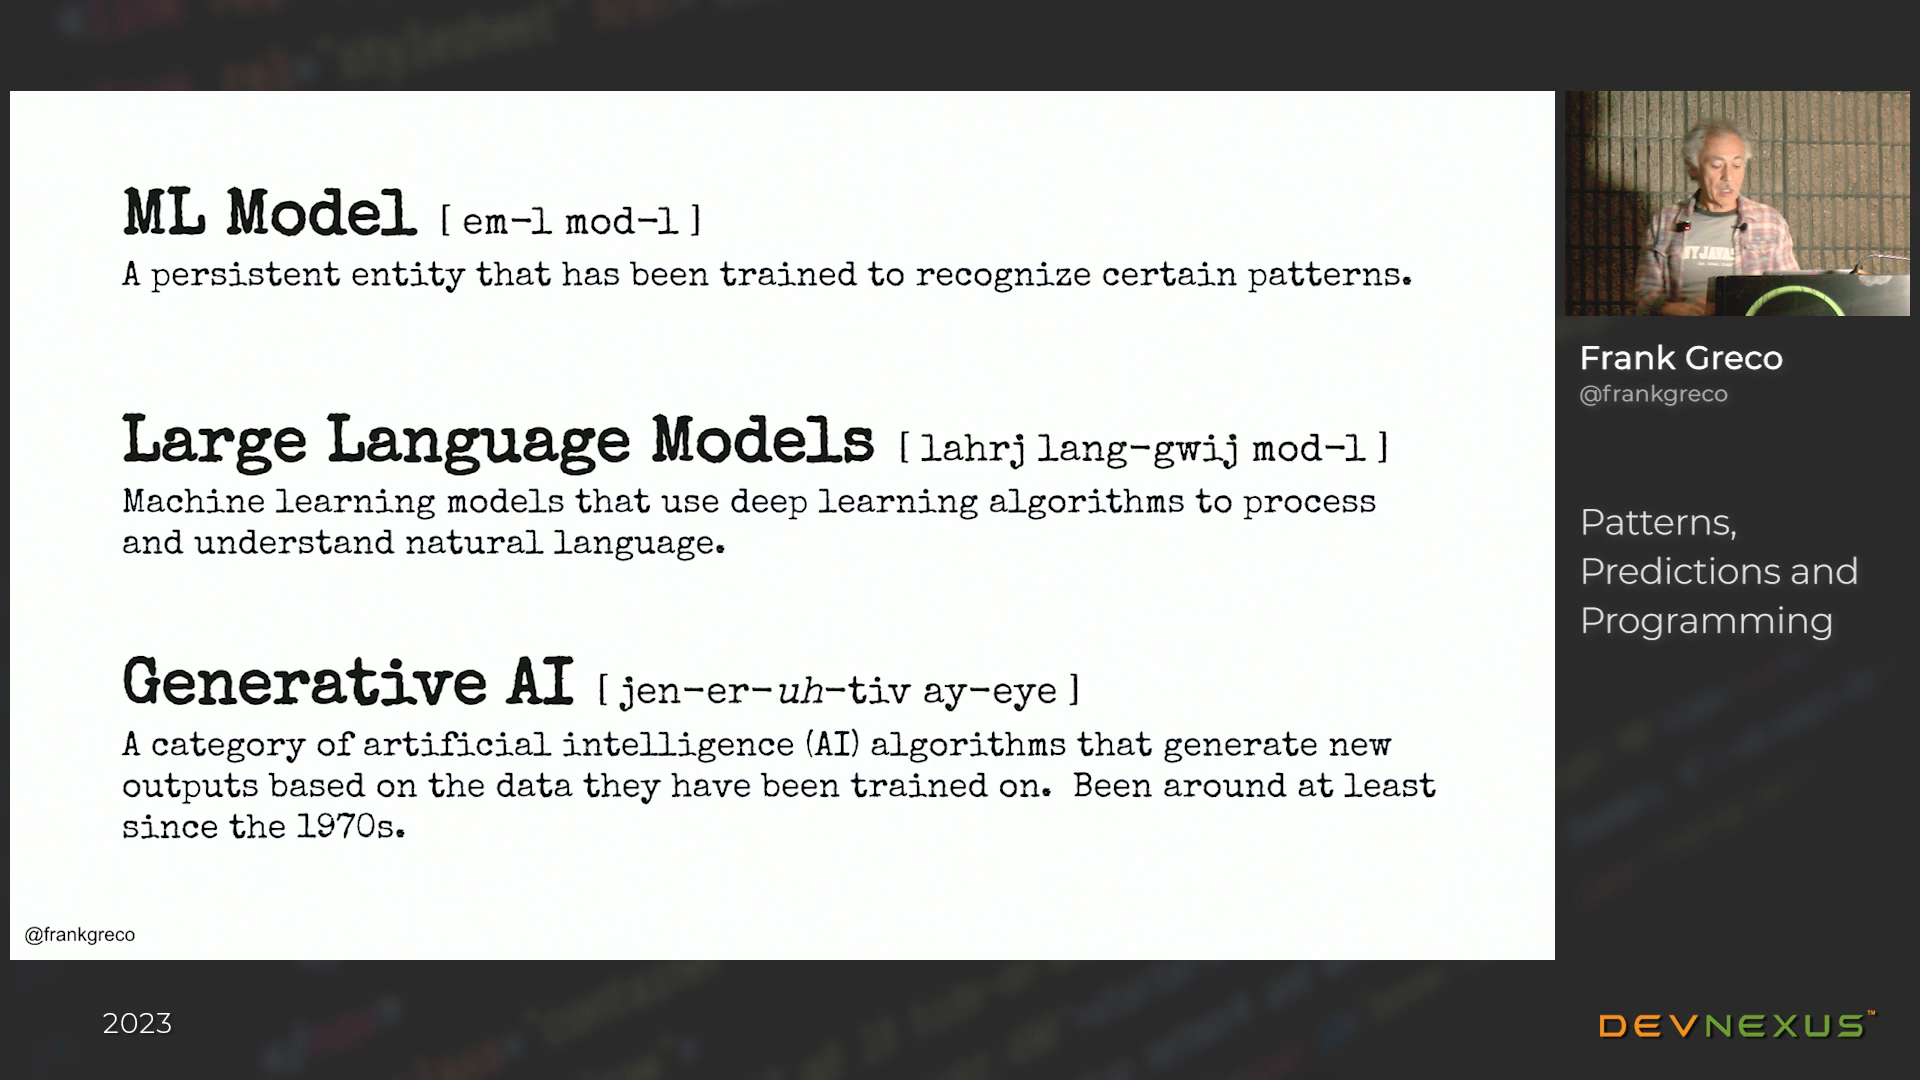 ML Model [ em-l mod-l ]
A persistent entity that has been trained to recognize certain patterns.
Large Language Models [ lahrj lang-gwij mod-l ]
Machine learning models that use deep learning algorithms to process
and understand natural language.
Generative AI [ jen-er-uh-tiv ay-eye ]
A category of artificial intelligence (AI) algorithms that generate new
outputs based on the data they have been trained on. Been around at least
since the 1970s.
@frankgreco
Frank Greco
@frankgreco
Patterns,
Predictions and
Programming
2023
DEVNEXUS™